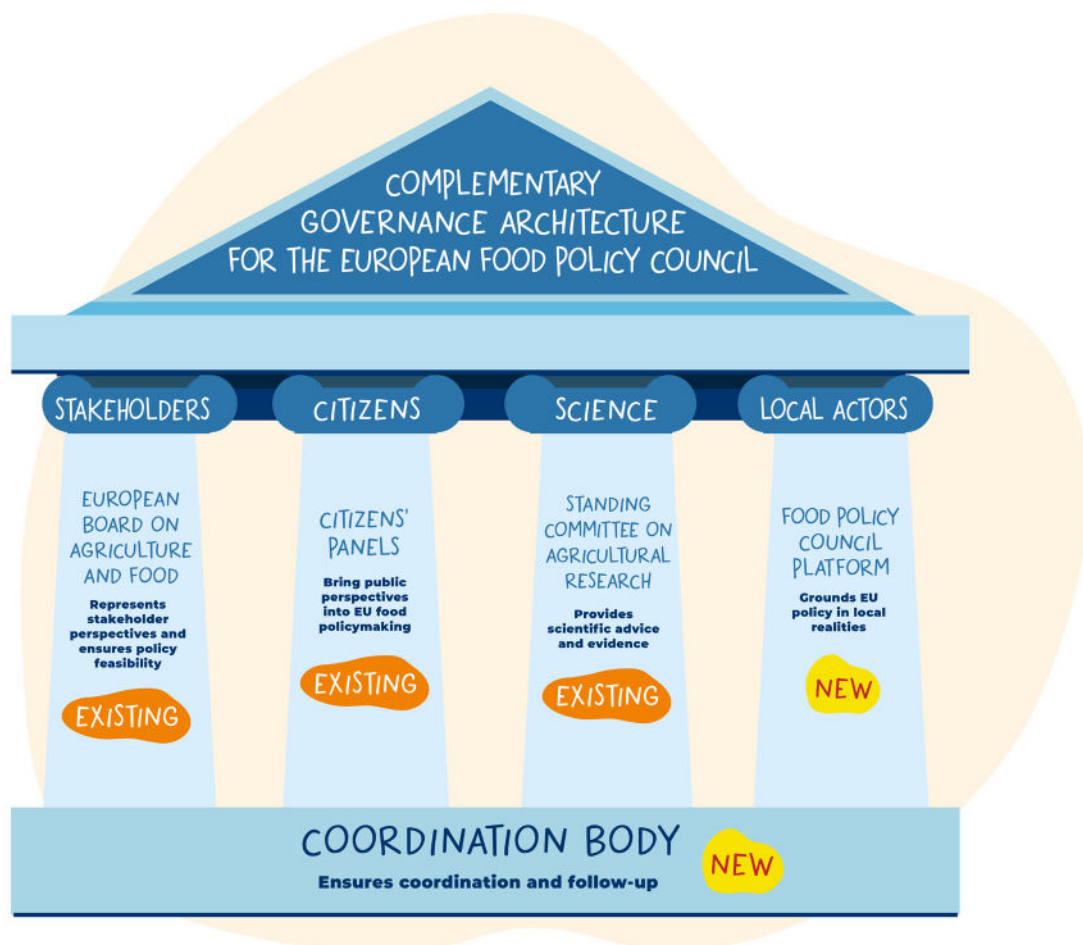 COMPLEMENTARY
GOVERNANCE ARCHITECTURE
FOR THE EUROPEAN FOOD POLICY COUNCIL
STAKEHOLDERS
EUROPEAN
BOARD ON
AGRICULTURE
AND FOOD
Represents
stakeholder
perspectives and
ensures policy
feasibility
EXISTING
CITIZENS
CITIZENS'
PANELS
Bring public
perspectives
into EU food
policymaking
EXISTING
SCIENCE
STANDING
COMMITTEE ON
AGRICULTURAL
RESEARCH
Provides
scientific advice
and evidence
EXISTING
LOCAL ACTORS
FOOD POLICY
COUNCIL
PLATFORM
Grounds EU
policy in local
realities
NEW
COORDINATION BODY
Ensures coordination and follow-up
NEW